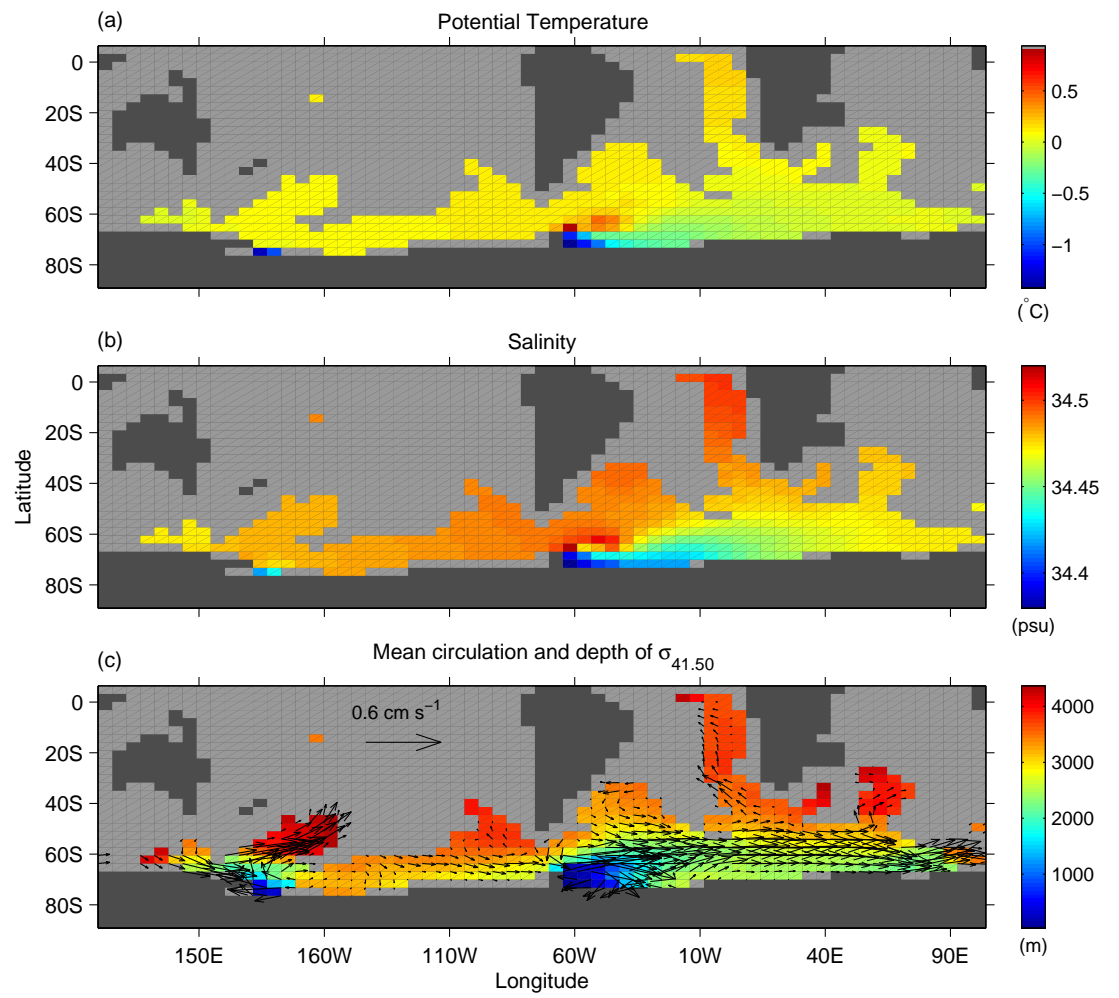 (a)
Potential Temperature
0
20S
40S
60S
80S
0.5
0
−0.5
−1
(°C)
(b)
Salinity
0
20S
40S
60S
80S
Latitude
34.5
34.45
34.4
(psu)
(c)
Mean circulation and depth of σ41.50
0.6 cm s−1
0
20S
40S
60S
80S
4000
3000
2000
1000
(m)
150E 160W 110W 60W 10W 40E 90E
Longitude